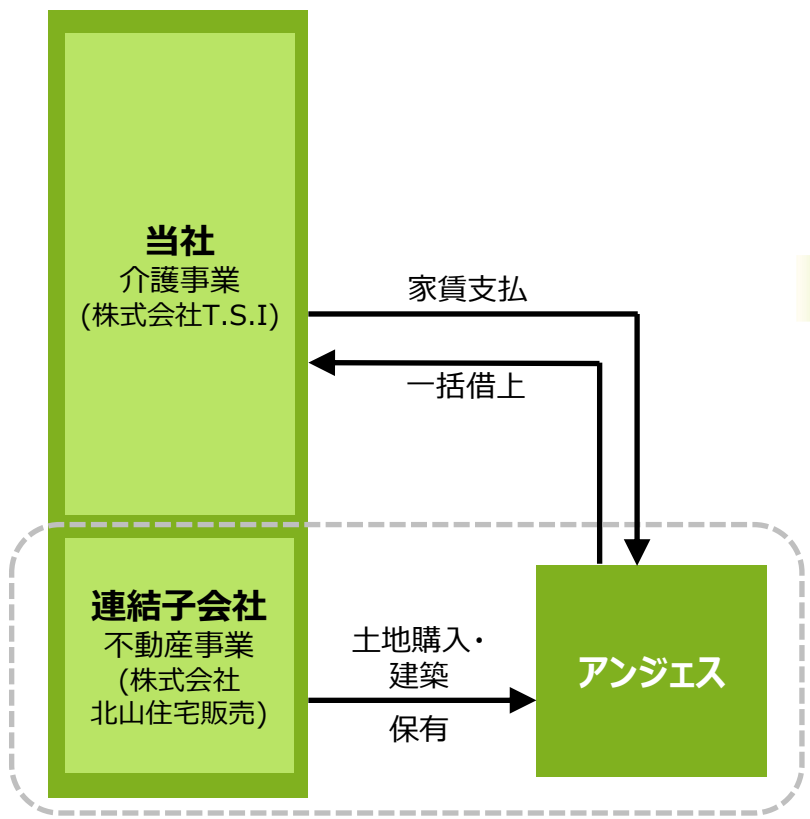 当社
介護事業
(株式会社T.S.I)
家賃支払
一括借上
連結子会社
不動産事業
(株式会社
北山住宅販売)
土地購入・
建築
保有
アンジェス